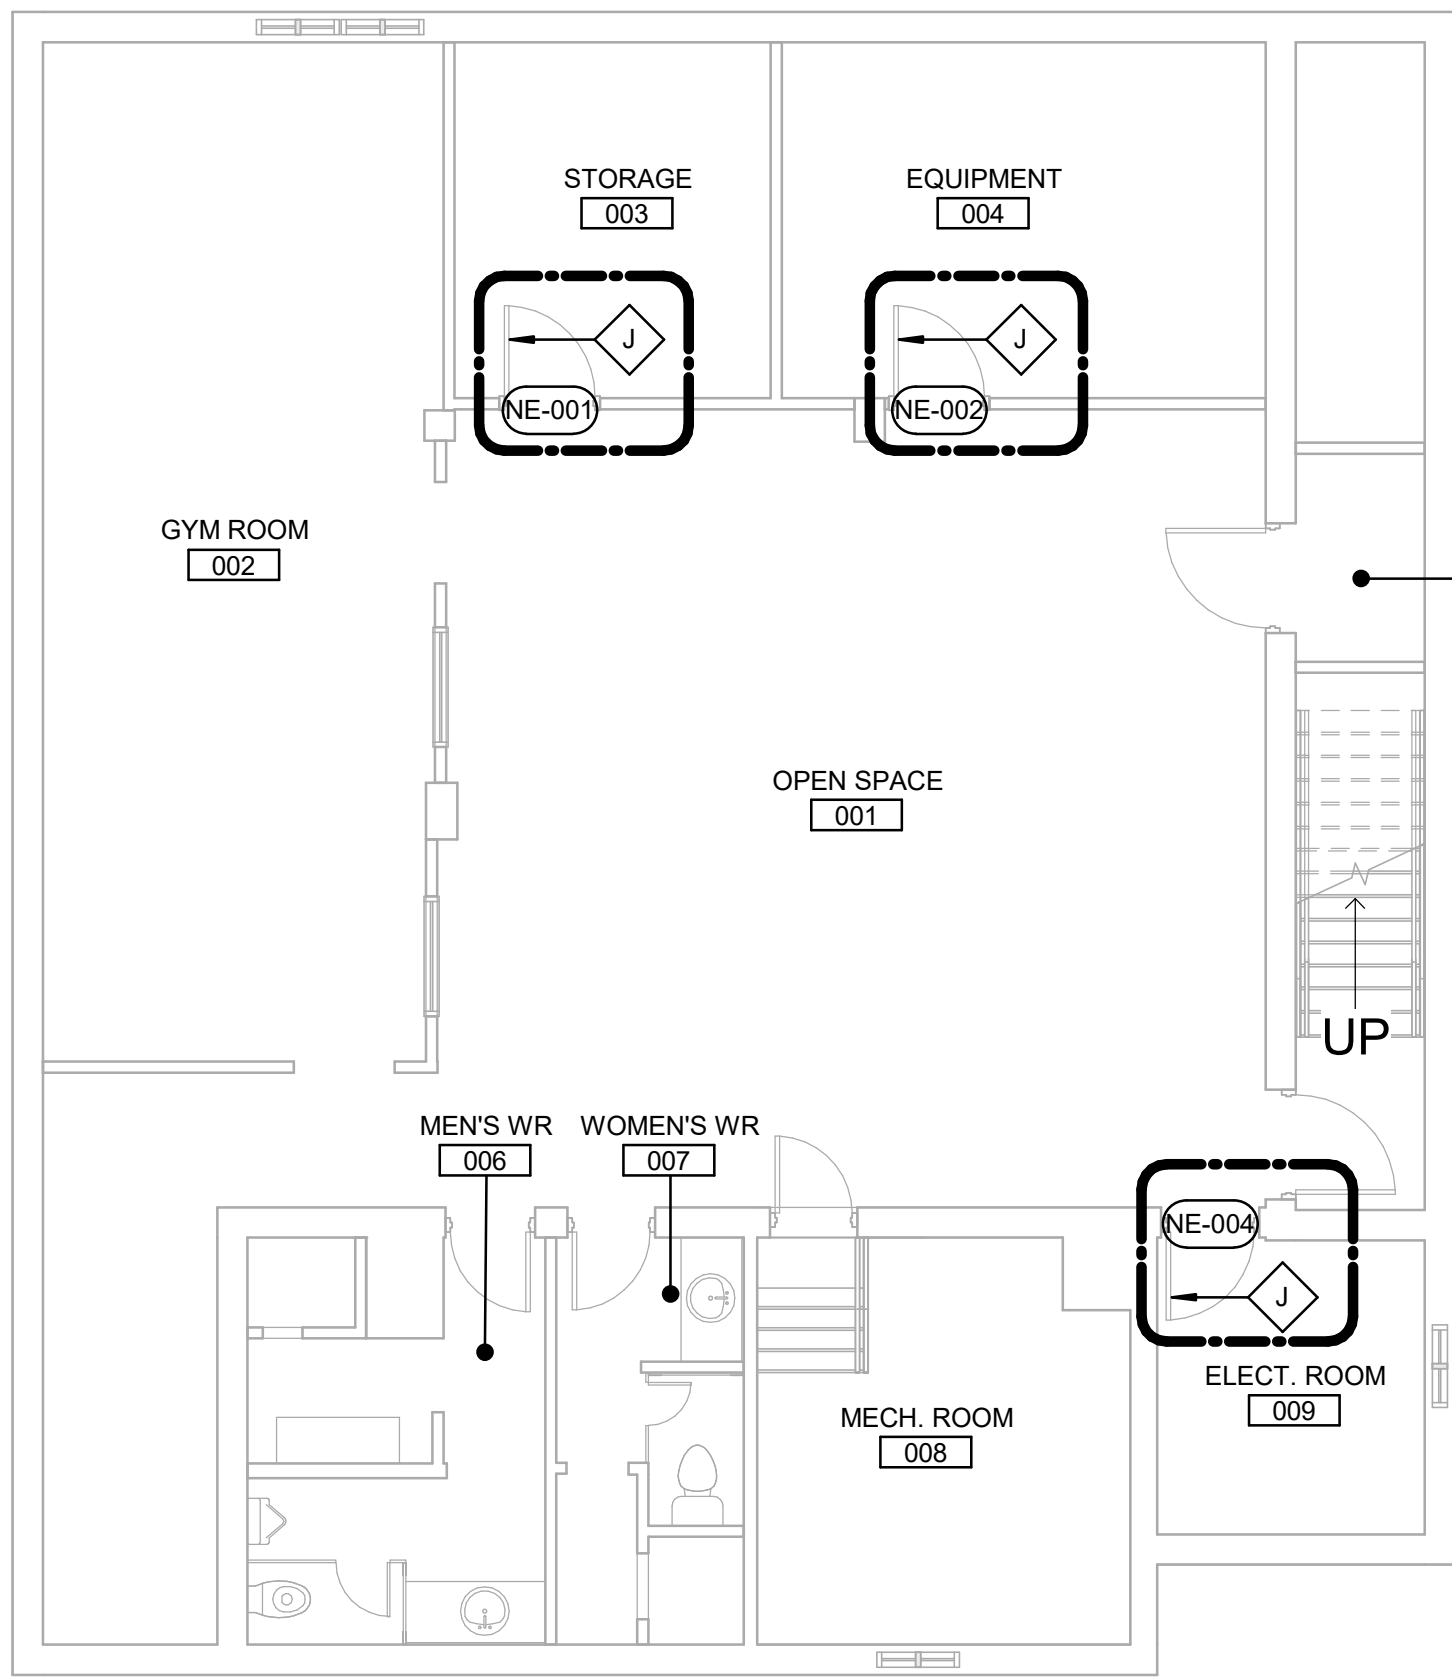 STORAGE
003
EQUIPMENT
004
J
J
NE-001
NE-002
GYM ROOM
002
OPEN SPACE
001
UP
MEN'S WR
006
WOMEN'S WR
007
NE-004
J
ELECT. ROOM
009
MECH. ROOM
008